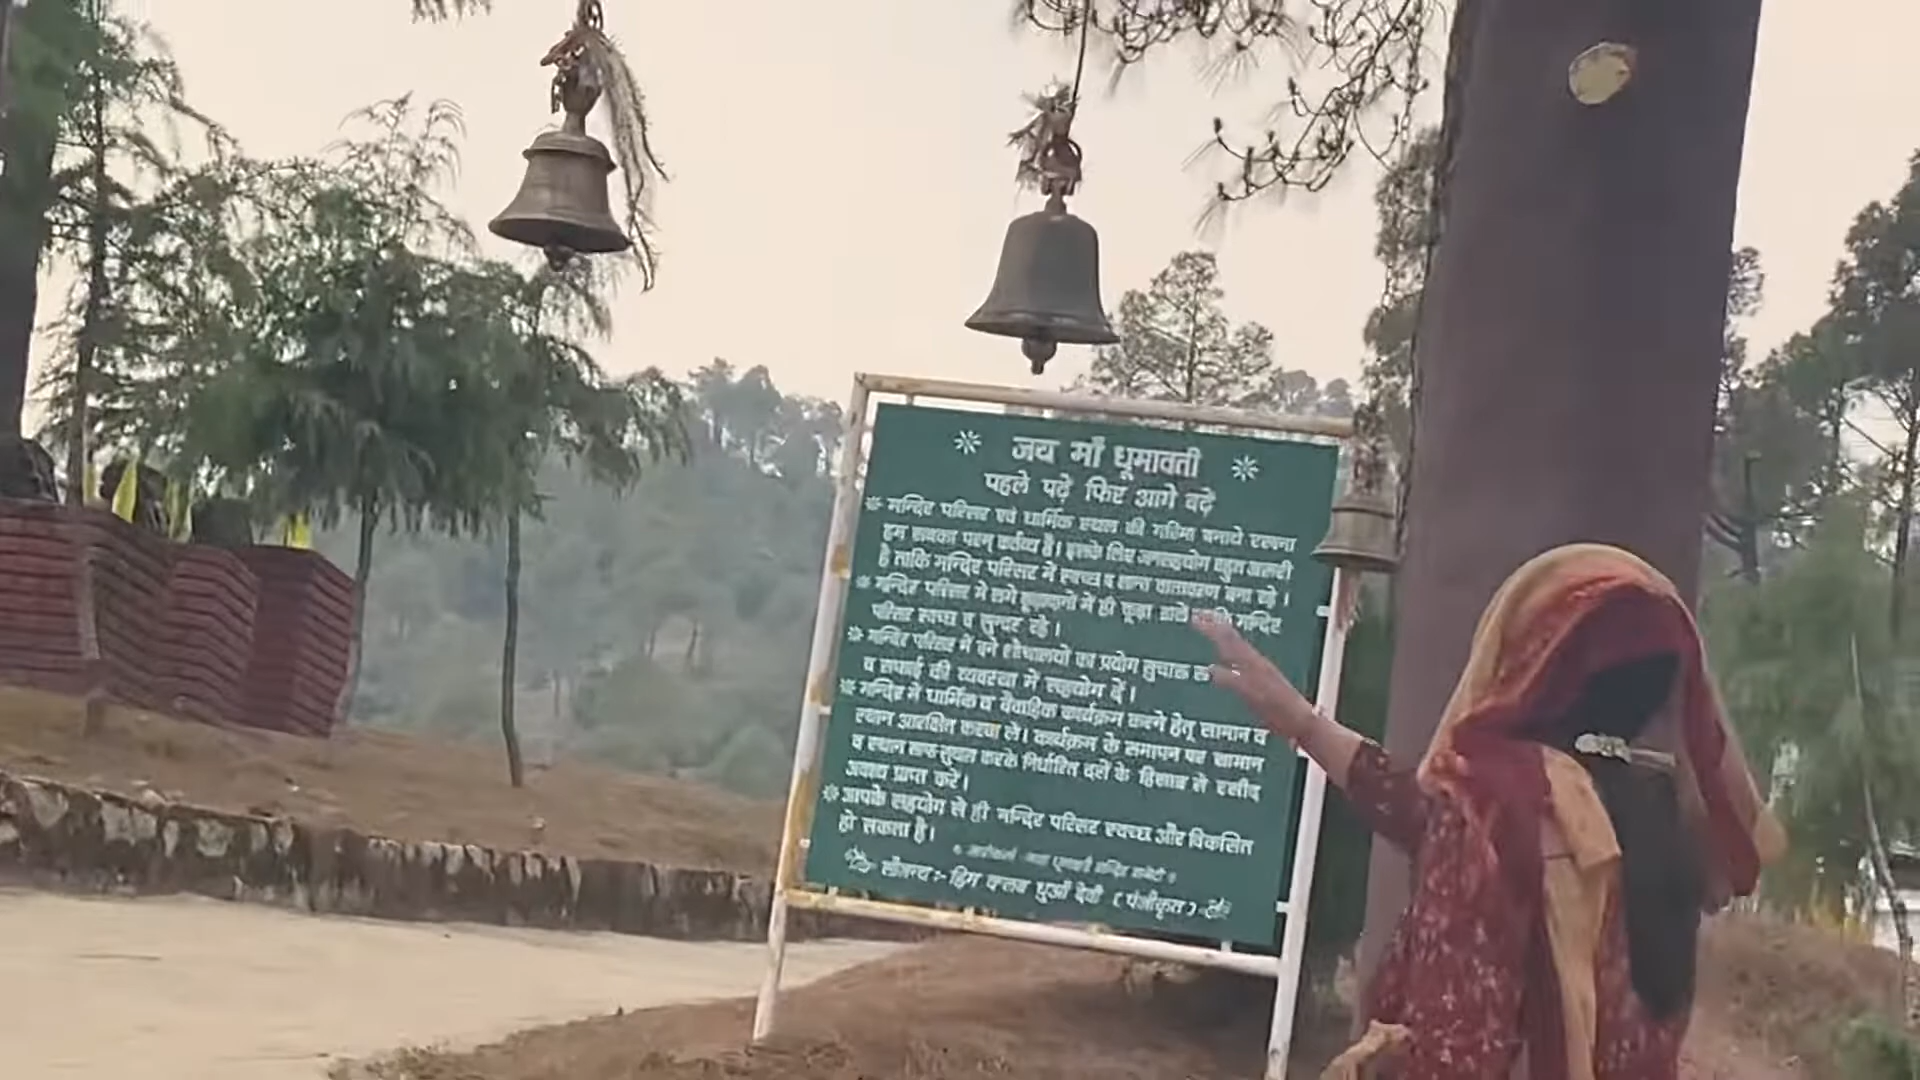 जय माँ धूमावती
पहले पढ़ें फिर आगे बढ़ें
मन्दिर परिसर एवं धार्मिक स्थल की गरिमा बनाये रखना
हम सबका परम् कर्तव्य है। इसके लिए जनसहयोग बहुत जरूरी
है ताकि मन्दिर परिसर में स्वच्छ व शान्त वातावरण बना रहे।
मन्दिर परिसर में लगे कूड़ादानों में ही कूड़ा डालें मन्दिर
परिसर स्वच्छ व सुन्दर रहे।
मन्दिर परिसर में बने शौचालयों का प्रयोग सुचारू
व सफाई की व्यवस्था में सहयोग दें।
मन्दिर में धार्मिक व वैवाहिक कार्यक्रम करने हेतू सामान व
स्थान आरक्षित करवा ले। कार्यक्रम के समापन पर सामान
व स्थान साफ सुथरा करके निर्धारित दरों के हिसाब से रसीद
अवश्य प्राप्त करें।
आपके सहयोग से ही मन्दिर परिसर स्वच्छ और विकसित
हो सकता है।
सौजन्य :- हिम क्लब धुआँ देवी (पंजीकृत)